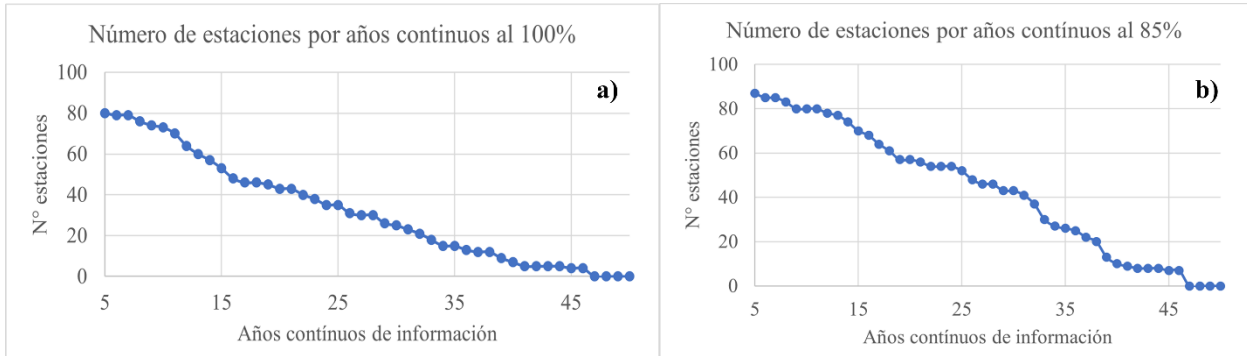 Número de estaciones por años continuos al 100%
a)
100
80
60
40
20
0
N° estaciones
5 15 25 35 45
Años contínuos de información
Número de estaciones por años contínuos al 85%
b)
100
80
60
40
20
0
N° estaciones
5 15 25 35 45
Años contínuos de información